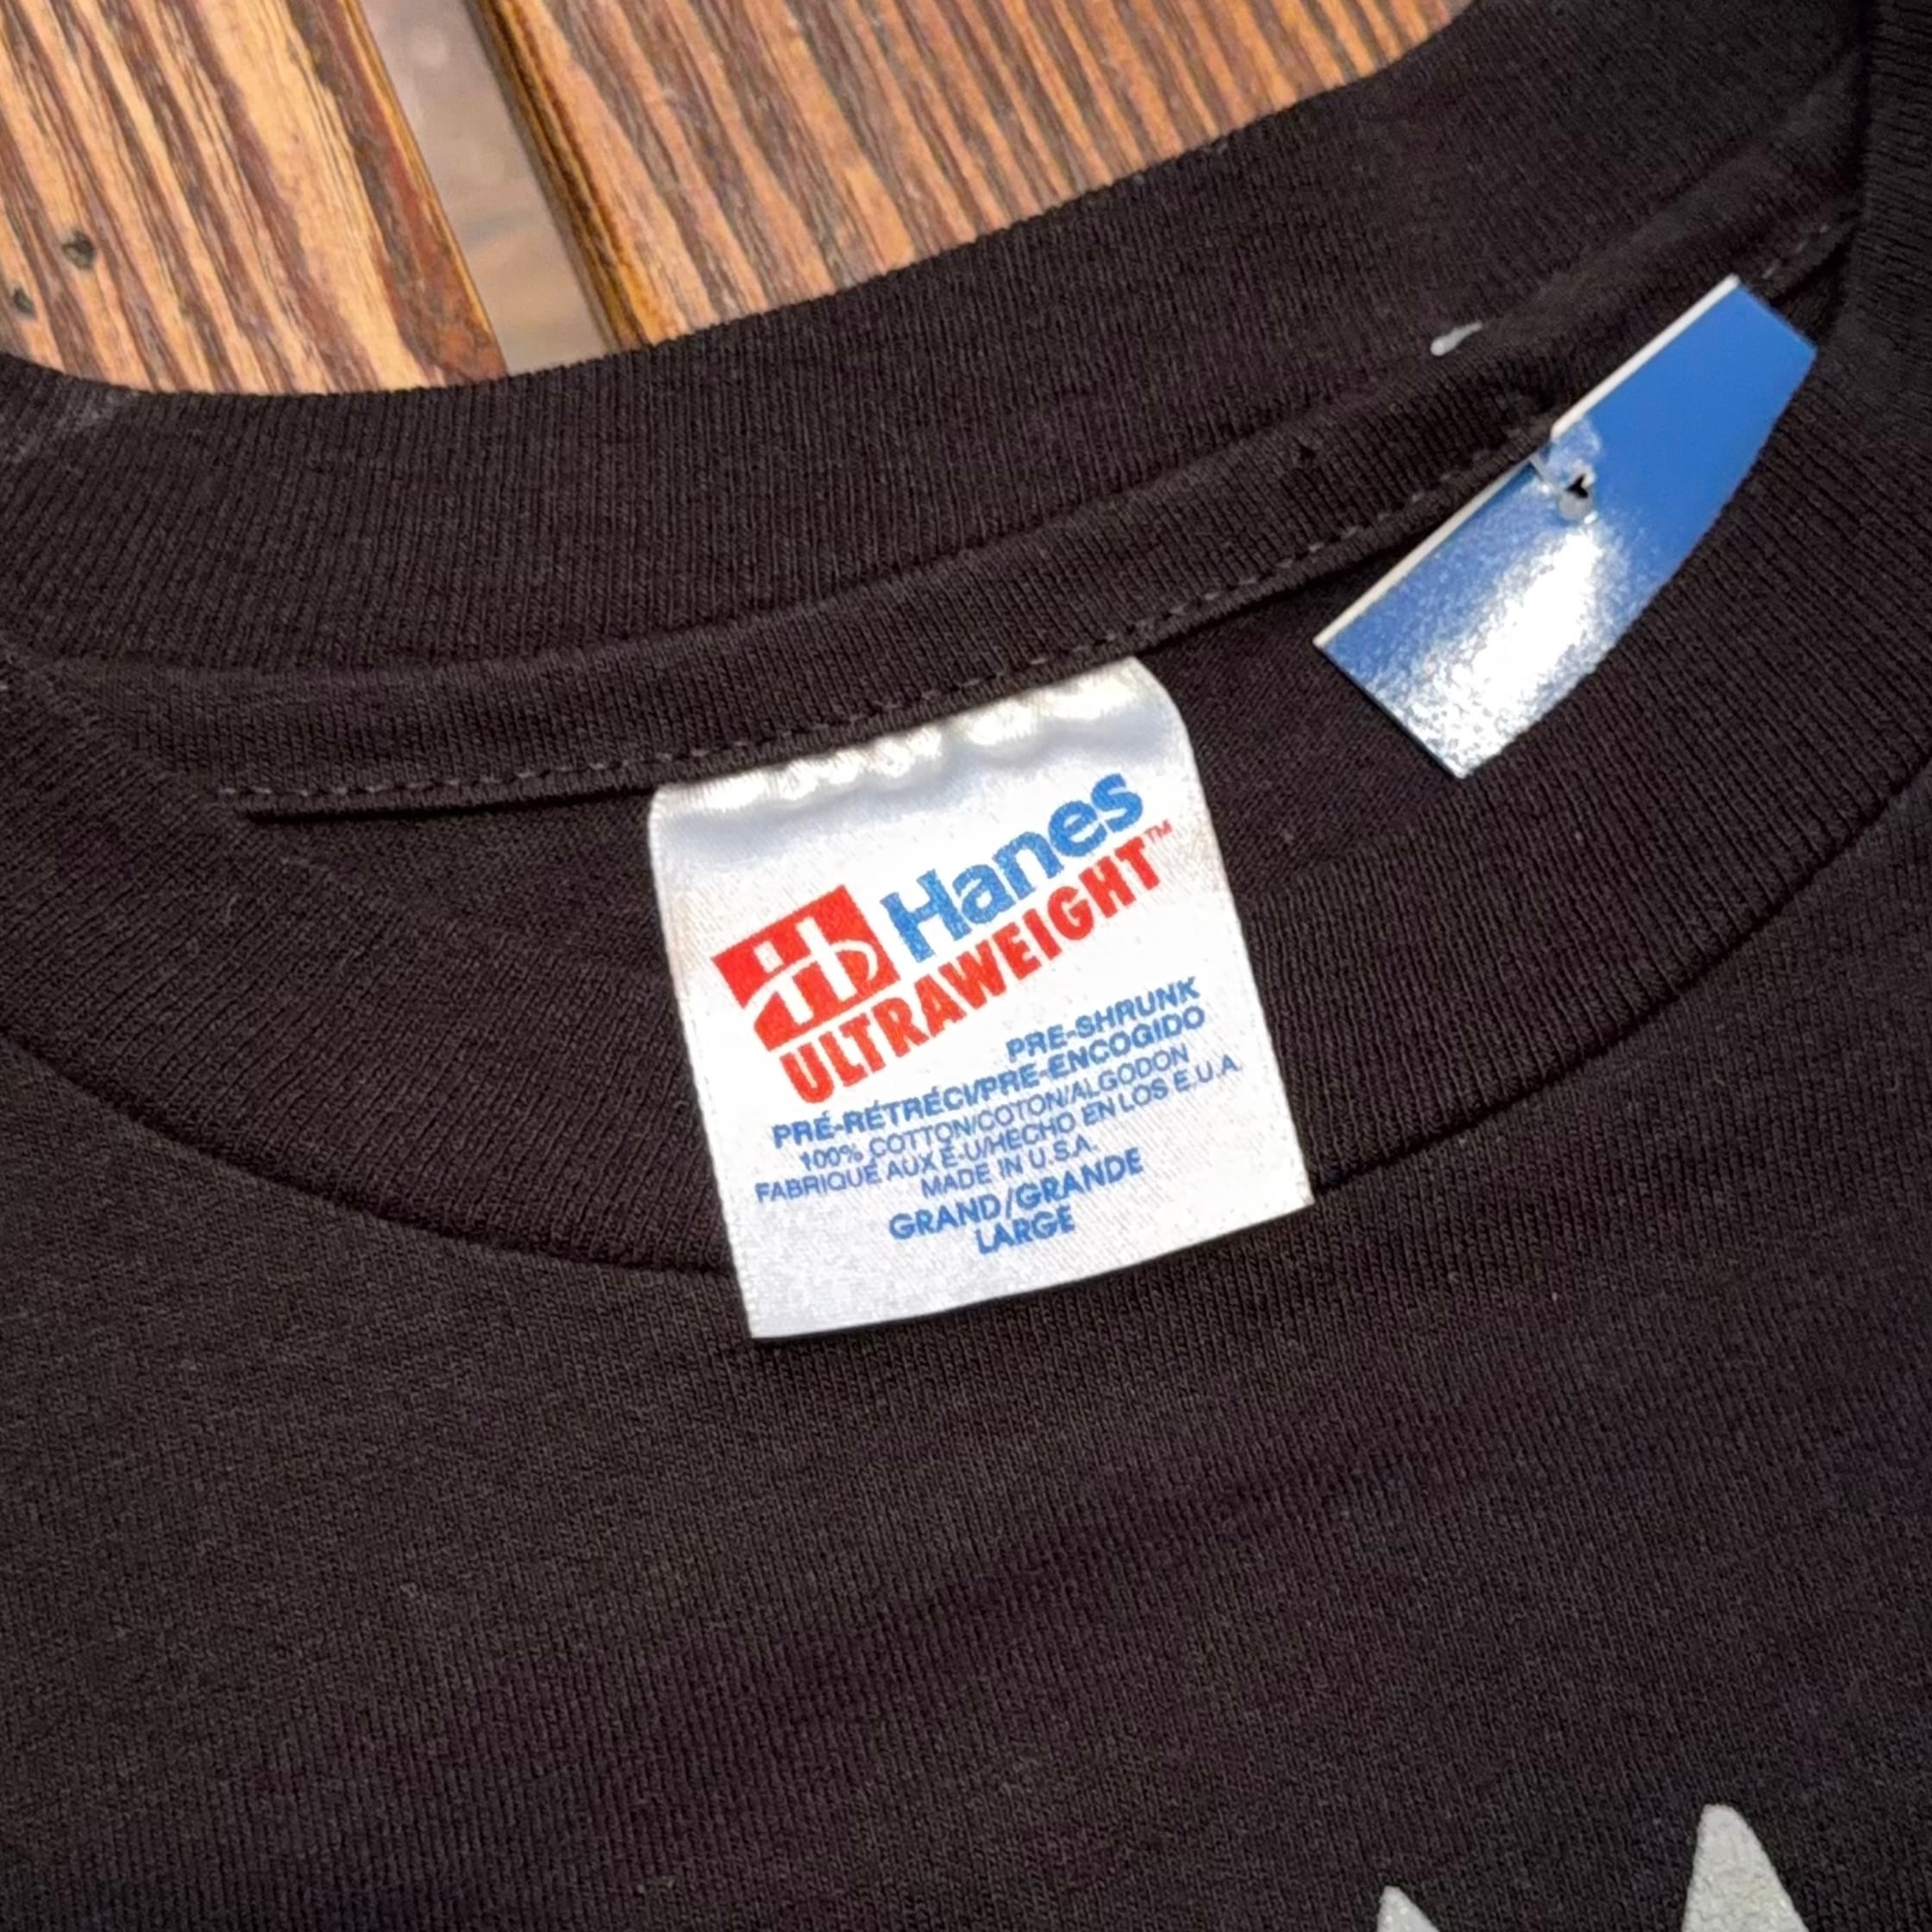 Hanes
ULTRAWEIGHT™
PRE-SHRUNK
PRÉ-RÉTRÉCI/PRE-ENCOGIDO
100% COTTON/COTON/ALGODON
FABRIQUÉ AUX É-U/HECHO EN LOS E.U.A.
MADE IN U.S.A.
GRAND/GRANDE
LARGE